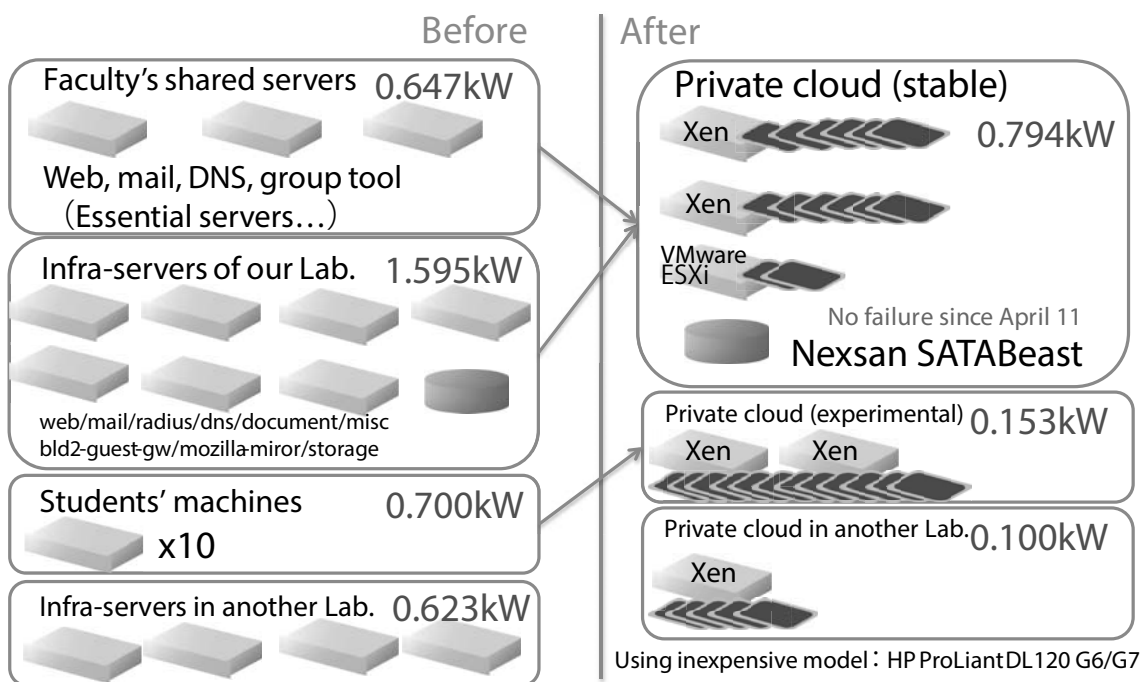 Before
After
Faculty's shared servers
0.647kW
Web, mail, DNS, group tool
（Essential servers…）
Infra-servers of our Lab.
1.595kW
web/mail/radius/dns/document/misc
bld2-guest-gw/mozilla-miror/storage
Students' machines
0.700kW
x10
Infra-servers in another Lab.
0.623kW
Private cloud (stable)
Xen
0.794kW
Xen
VMware
ESXi
No failure since April 11
Nexsan SATABeast
Private cloud (experimental)
0.153kW
Xen
Xen
Private cloud in another Lab.
0.100kW
Xen
Using inexpensive model：HP ProLiant DL120 G6/G7